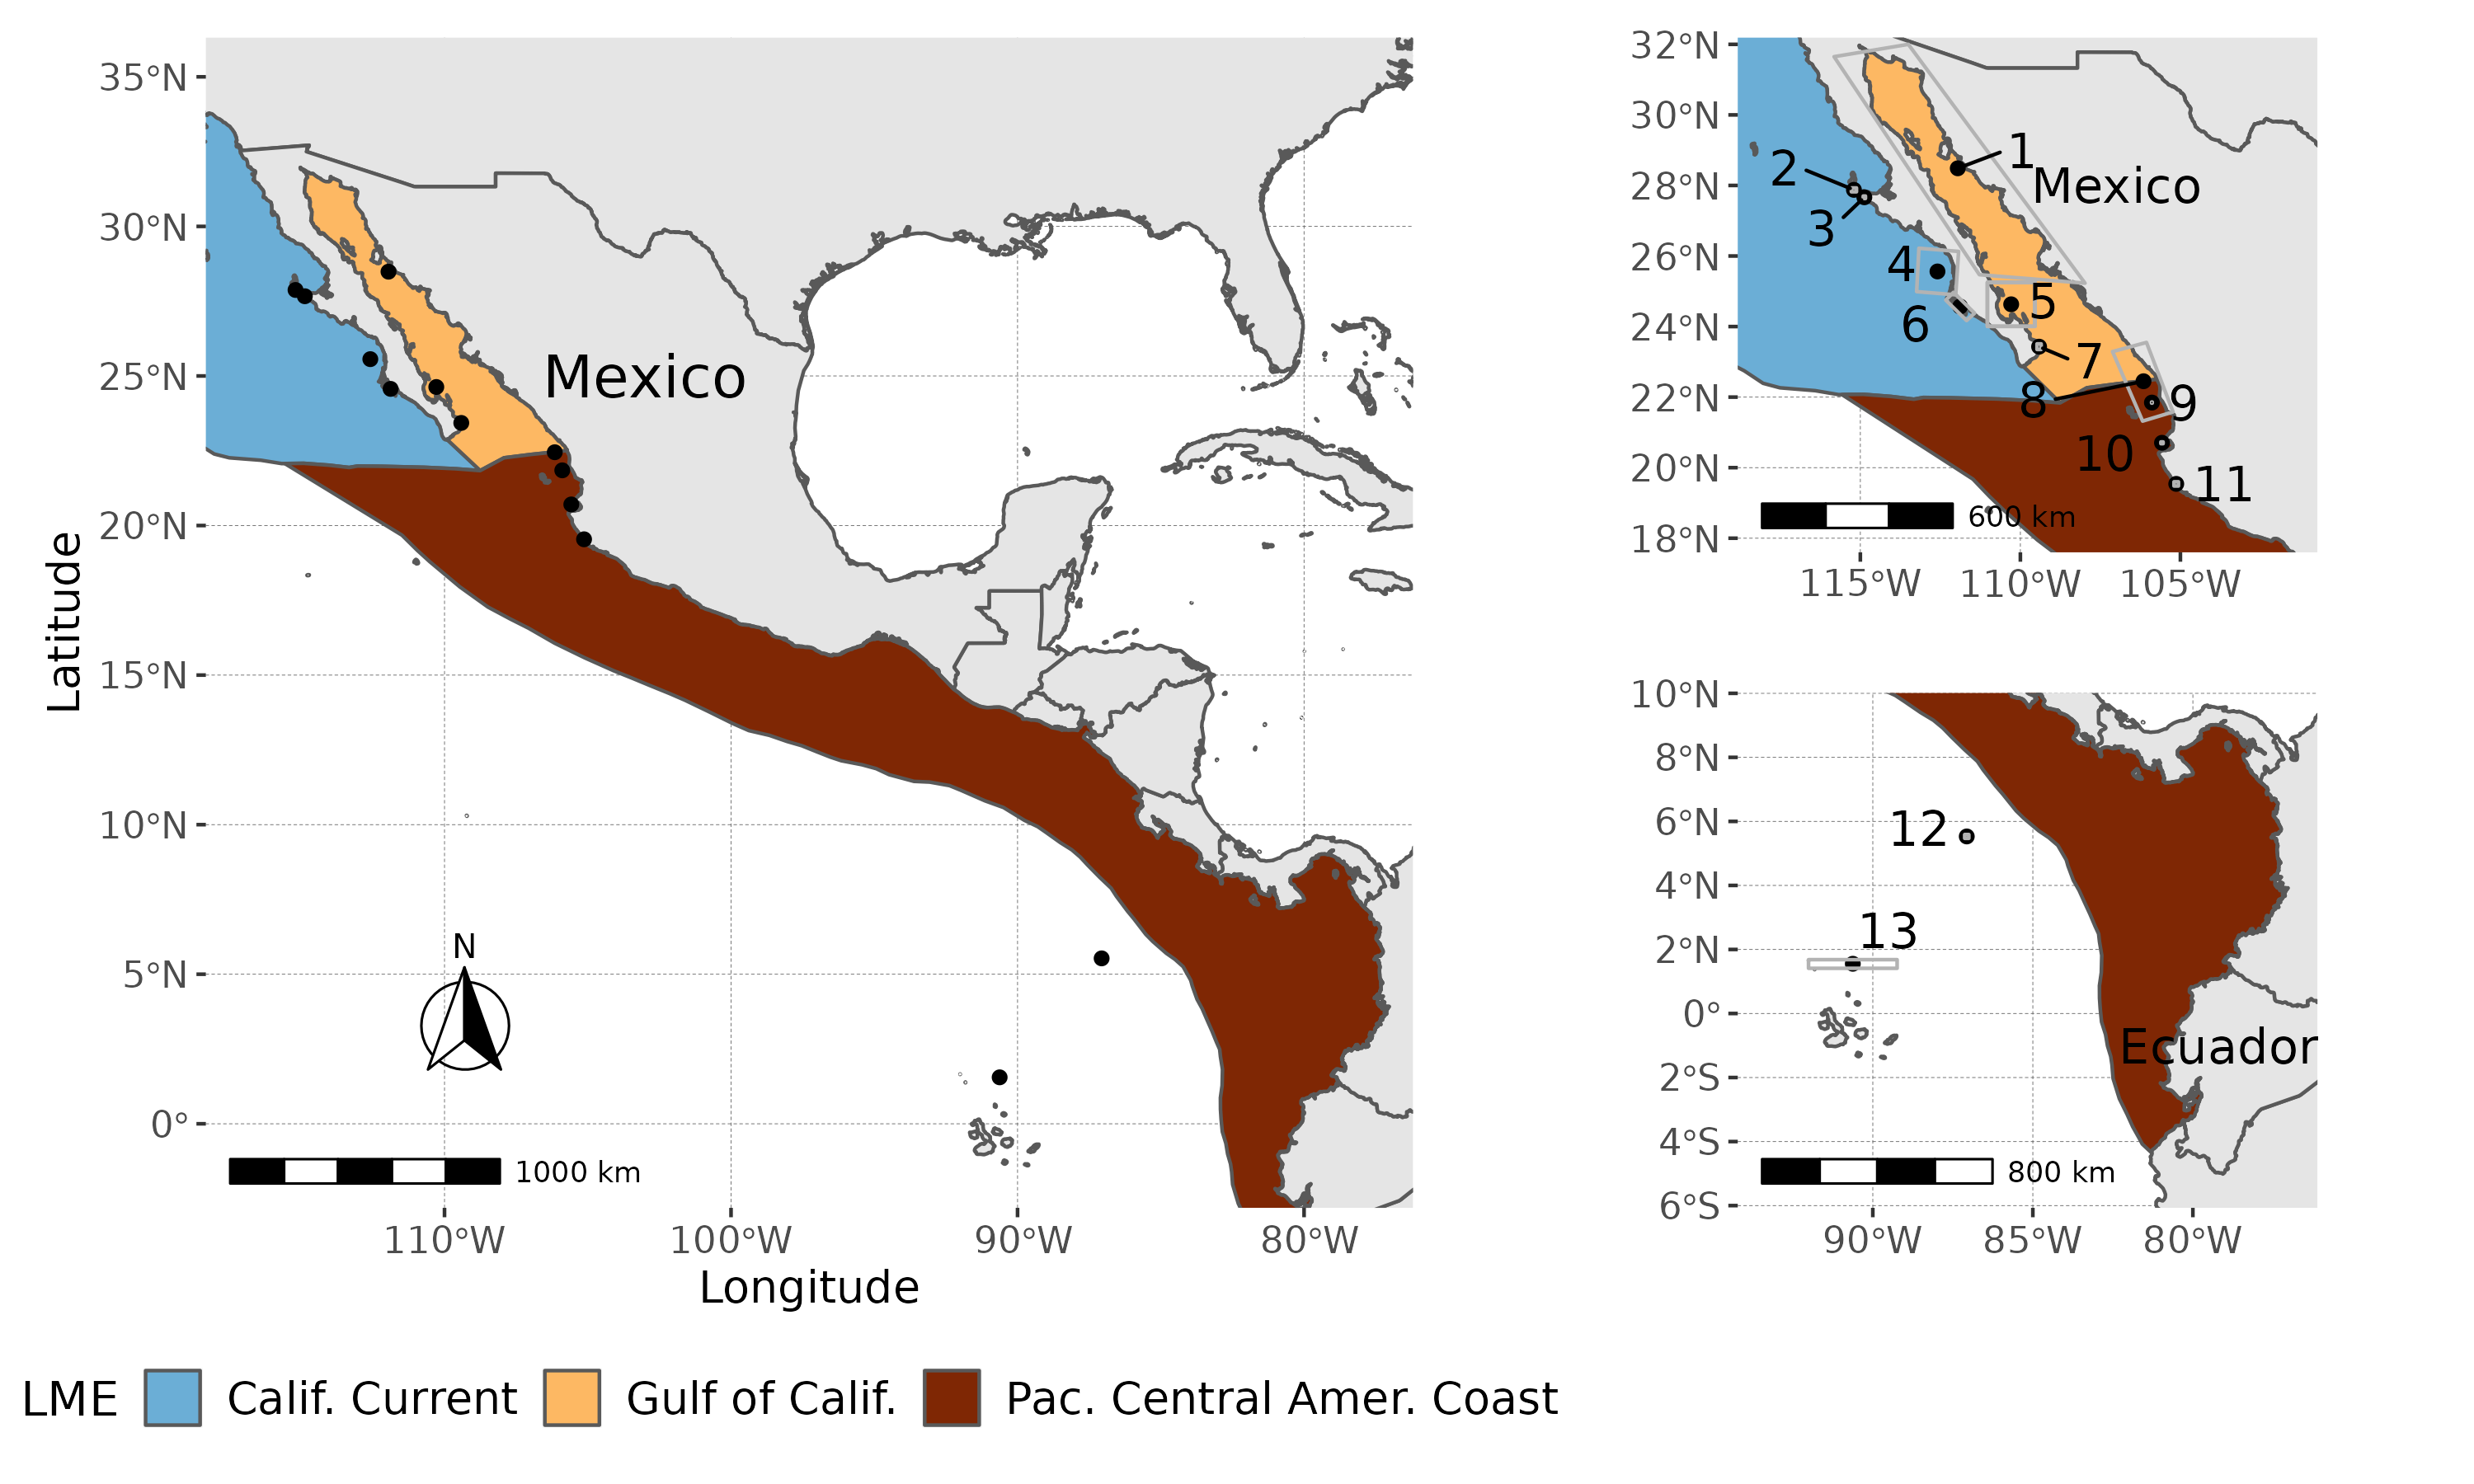 35°N
30°N
25°N
20°N
15°N
10°N
5°N
0°
Latitude
Mexico
N
1000 km
110°W
100°W
90°W
80°W
Longitude
32°N
30°N
28°N
26°N
24°N
22°N
20°N
18°N
1
2
Mexico
3
4
5
6
7
8
9
10
11
600 km
115°W
110°W
105°W
10°N
8°N
6°N
4°N
2°N
0°
2°S
4°S
6°S
12
13
Ecuador
800 km
90°W
85°W
80°W
LME Calif. Current Gulf of Calif. Pac. Central Amer. Coast